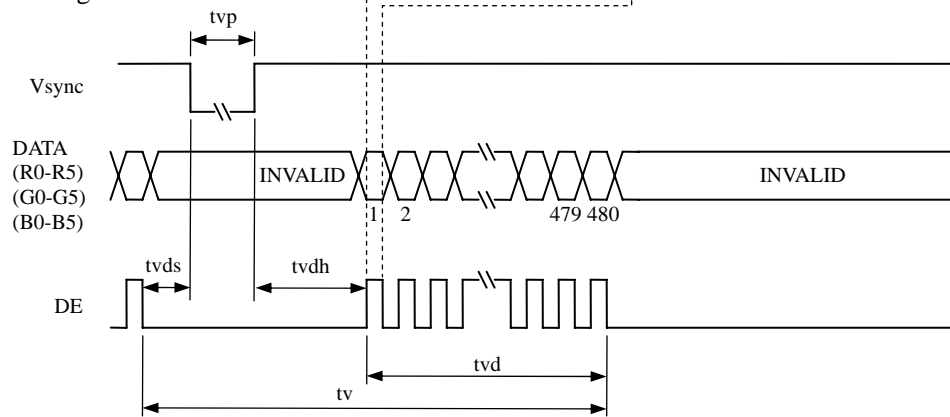 tvp
Vsync
DATA
(R0-R5)
(G0-G5)
(B0-B5)
INVALID
INVALID
1 2 479 480
tvds
tvdh
DE
tvd
tv